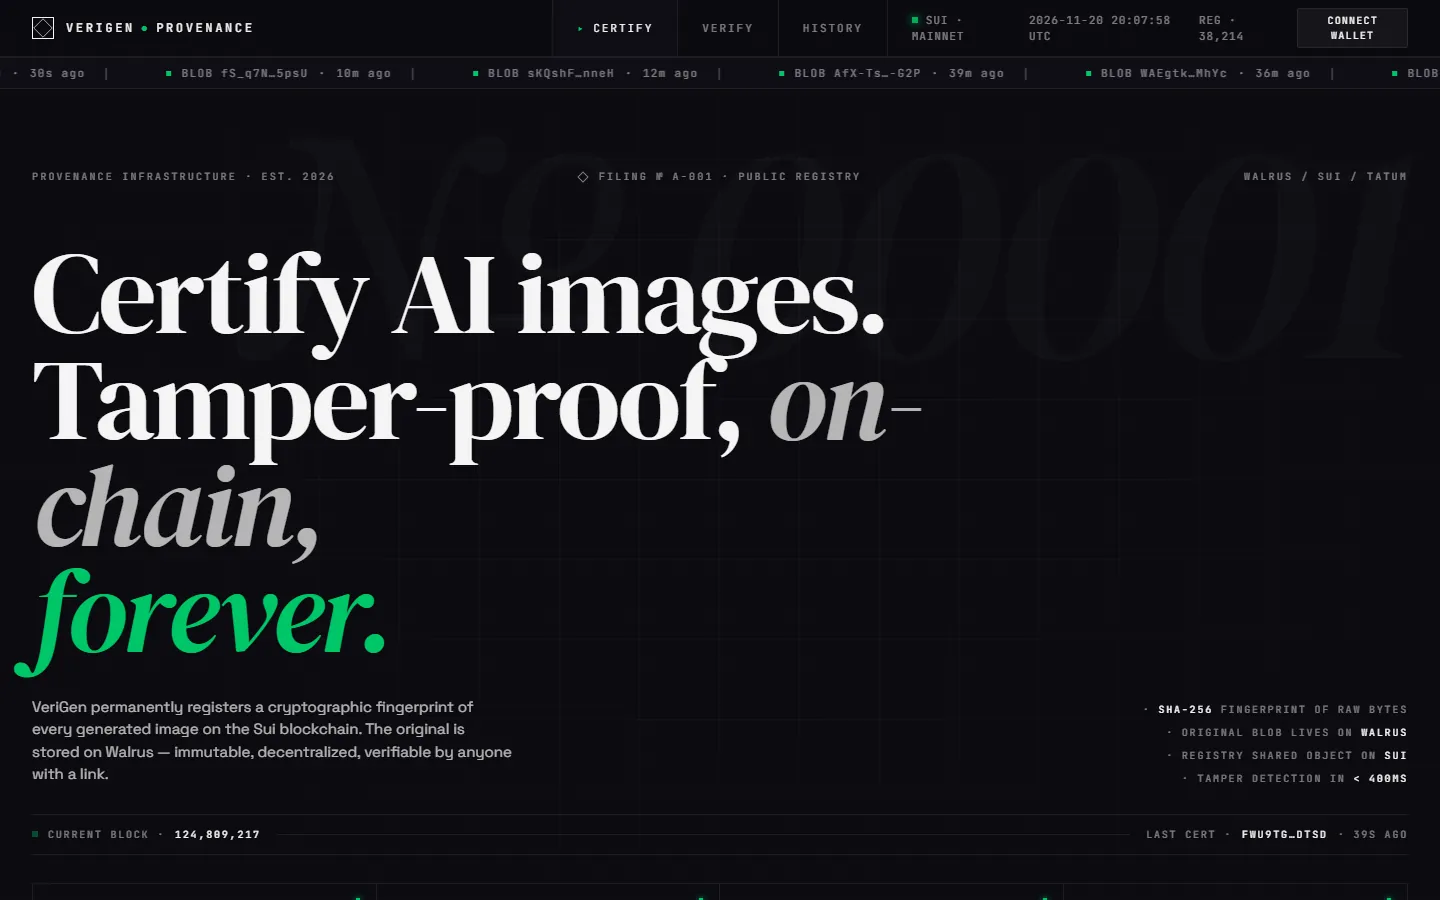 VERIGEN PROVENANCE
▸ CERTIFY
VERIFY
HISTORY
SUI ·
MAINNET
2026-11-20 20:07:58
UTC
REG ·
38,214
CONNECT
WALLET
· 30s ago |
BLOB fS_q7N…5psU · 10m ago |
BLOB sKQshF…nneH · 12m ago |
BLOB AfX-Ts…-G2P · 39m ago |
BLOB WAEgtk…MhYc · 36m ago |
BLOB
№ 00001
PROVENANCE INFRASTRUCTURE · EST. 2026
FILING № A-001 · PUBLIC REGISTRY
WALRUS / SUI / TATUM
Certify AI images.
Tamper-proof, on-
chain,
forever.
VeriGen permanently registers a cryptographic fingerprint of
every generated image on the Sui blockchain. The original is
stored on Walrus — immutable, decentralized, verifiable by anyone
with a link.
· SHA-256 FINGERPRINT OF RAW BYTES
· ORIGINAL BLOB LIVES ON WALRUS
· REGISTRY SHARED OBJECT ON SUI
· TAMPER DETECTION IN < 400MS
CURRENT BLOCK · 124,809,217
LAST CERT · FWU9TG…DTSD · 39S AGO